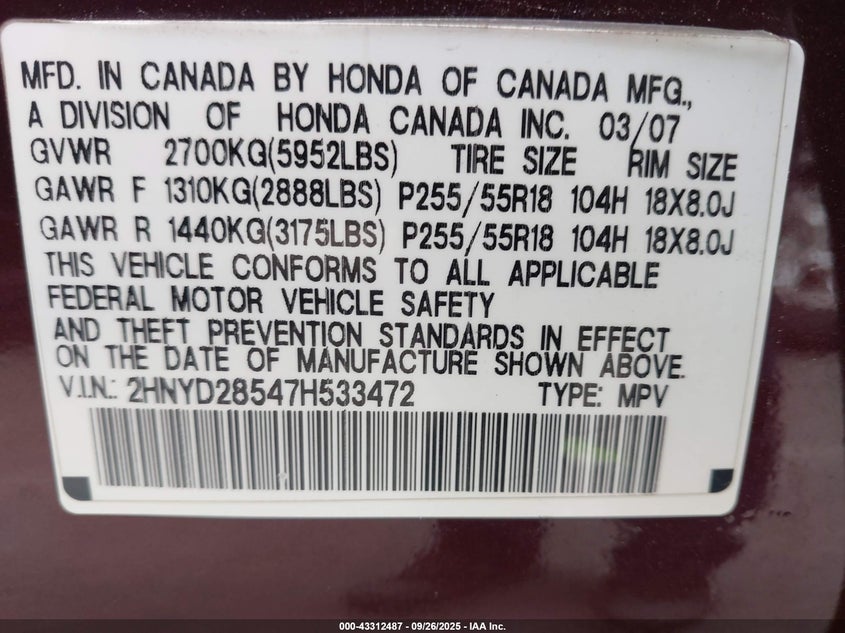 MFD. IN CANADA BY HONDA OF CANADA MFG.,
A DIVISION OF HONDA CANADA INC. 03/07
GVWR 2700KG(5952LBS) TIRE SIZE RIM SIZE
GAWR F 1310KG(2888LBS) P255/55R18 104H 18X8.0J
GAWR R 1440KG(3175LBS) P255/55R18 104H 18X8.0J
THIS VEHICLE CONFORMS TO ALL APPLICABLE
FEDERAL MOTOR VEHICLE SAFETY
AND THEFT PREVENTION STANDARDS IN EFFECT
ON THE DATE OF MANUFACTURE SHOWN ABOVE.
V.I.N.: 2HNYD28547H533472 TYPE: MPV
000-43312487 - 09/26/2025 - IAA Inc.